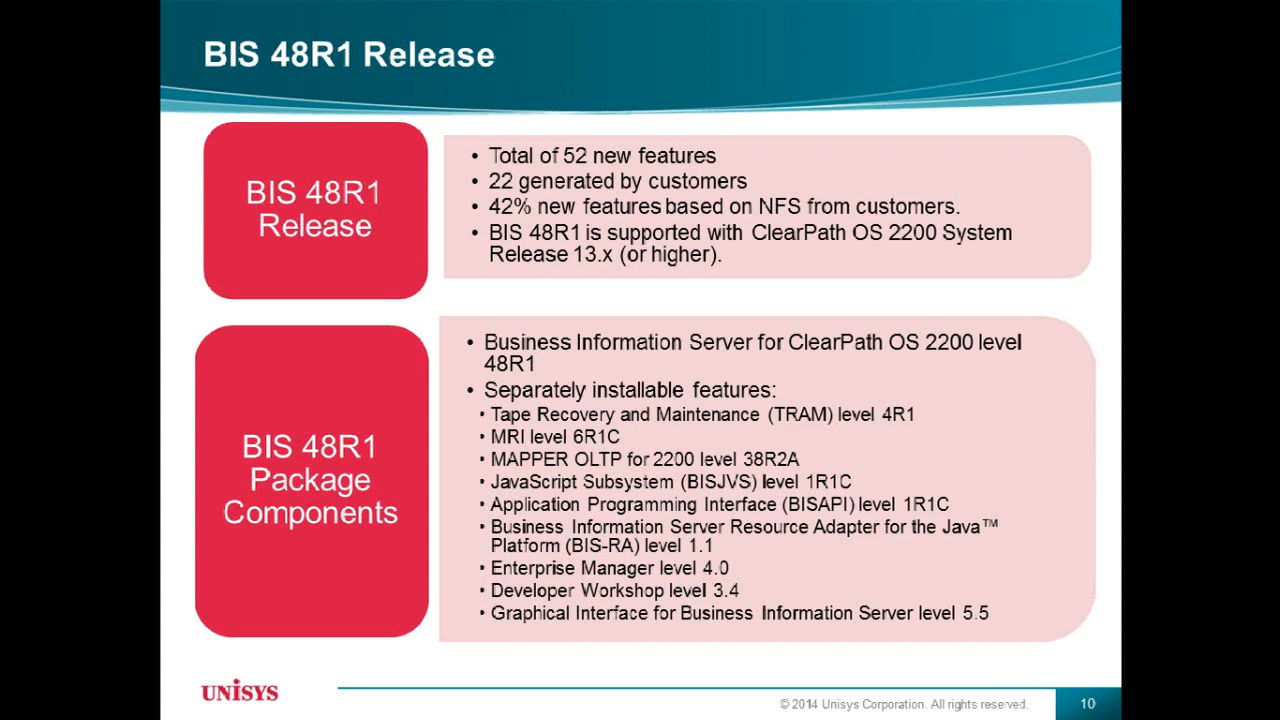 BIS 48R1 Release
BIS 48R1
Release
• Total of 52 new features
• 22 generated by customers
• 42% new features based on NFS from customers.
• BIS 48R1 is supported with ClearPath OS 2200 System
Release 13.x (or higher).
BIS 48R1
Package
Components
• Business Information Server for ClearPath OS 2200 level
48R1
• Separately installable features:
• Tape Recovery and Maintenance (TRAM) level 4R1
• MRI level 6R1C
• MAPPER OLTP for 2200 level 38R2A
• JavaScript Subsystem (BISJVS) level 1R1C
• Application Programming Interface (BISAPI) level 1R1C
• Business Information Server Resource Adapter for the Java™
Platform (BIS-RA) level 1.1
• Enterprise Manager level 4.0
• Developer Workshop level 3.4
• Graphical Interface for Business Information Server level 5.5
UNISYS
© 2014 Unisys Corporation. All rights reserved.
10